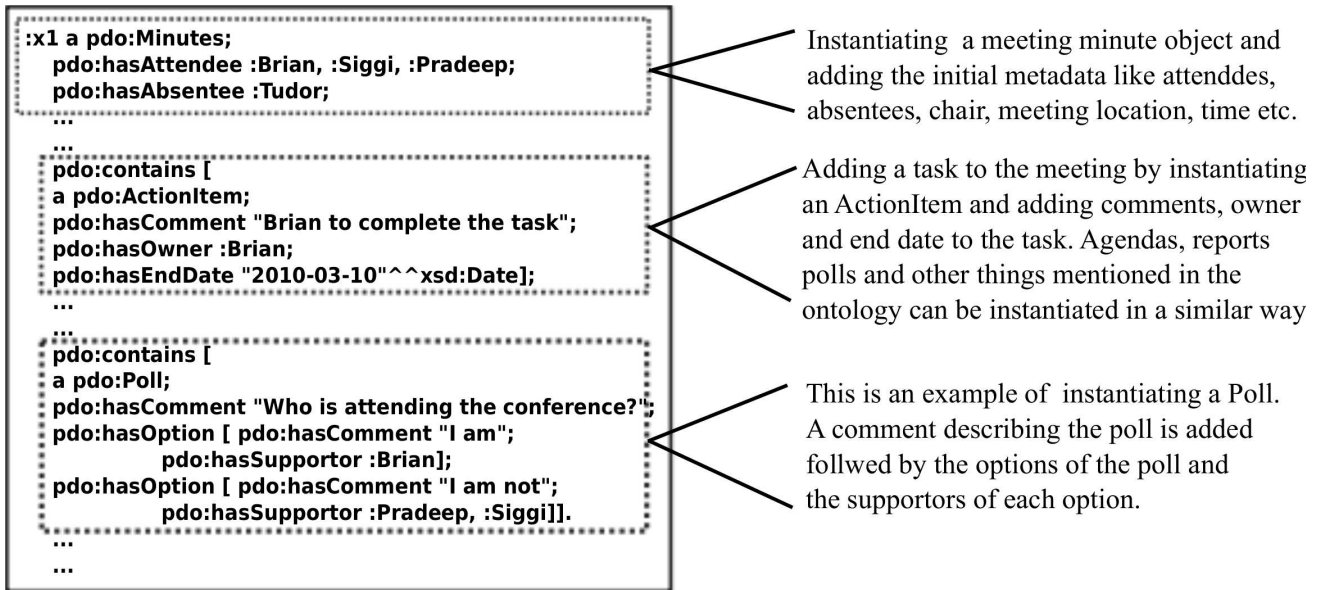 :x1 a pdo:Minutes;
pdo:hasAttendee :Brian, :Siggi, :Pradeep;
pdo:hasAbsentee :Tudor;
...
...
pdo:contains [
a pdo:ActionItem;
pdo:hasComment "Brian to complete the task";
pdo:hasOwner :Brian;
pdo:hasEndDate "2010-03-10"^^xsd:Date];
...
...
pdo:contains [
a pdo:Poll;
pdo:hasComment "Who is attending the conference?";
pdo:hasOption [ pdo:hasComment "I am";
pdo:hasSupportor :Brian];
pdo:hasOption [ pdo:hasComment "I am not";
pdo:hasSupportor :Pradeep, :Siggi]].
...
...
Instantiating a meeting minute object and
adding the initial metadata like attenddes,
absentees, chair, meeting location, time etc.
Adding a task to the meeting by instantiating
an ActionItem and adding comments, owner
and end date to the task. Agendas, reports
polls and other things mentioned in the
ontology can be instantiated in a similar way
This is an example of instantiating a Poll.
A comment describing the poll is added
follwed by the options of the poll and
the supportors of each option.